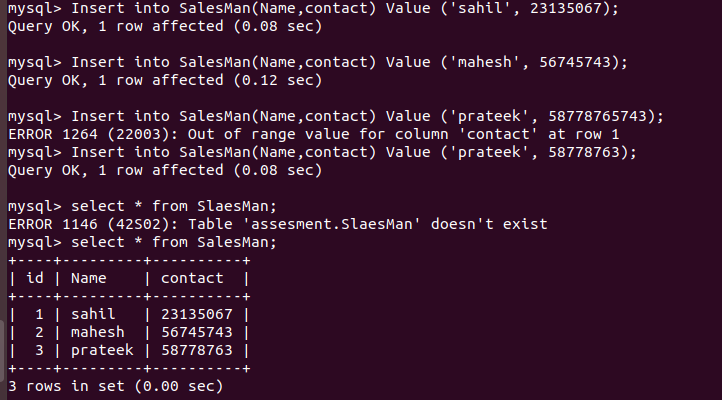 mysql> Insert into SalesMan(Name,contact) Value ('sahil', 23135067);
Query OK, 1 row affected (0.08 sec)
mysql> Insert into SalesMan(Name,contact) Value ('mahesh', 56745743);
Query OK, 1 row affected (0.12 sec)
mysql> Insert into SalesMan(Name,contact) Value ('prateek', 58778765743);
ERROR 1264 (22003): Out of range value for column 'contact' at row 1
mysql> Insert into SalesMan(Name,contact) Value ('prateek', 58778763);
Query OK, 1 row affected (0.08 sec)
mysql> select * from SlaesMan;
ERROR 1146 (42S02): Table 'assesment.SlaesMan' doesn't exist
mysql> select * from SalesMan;
+----+---------+----------+
| id | Name    | contact  |
+----+---------+----------+
|  1 | sahil   | 23135067 |
|  2 | mahesh  | 56745743 |
|  3 | prateek | 58778763 |
+----+---------+----------+
3 rows in set (0.00 sec)